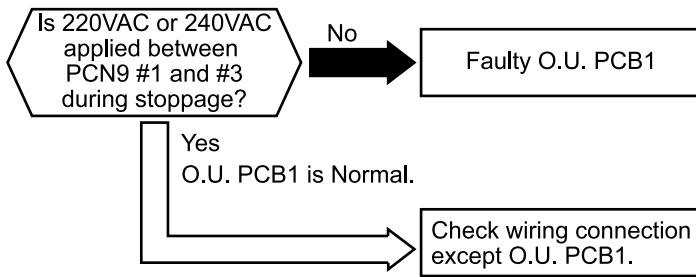 Is 220VAC or 240VAC
applied between
PCN9 #1 and #3
during stoppage?
No
Faulty O.U. PCB1
Yes
O.U. PCB1 is Normal.
Check wiring connection
except O.U. PCB1.